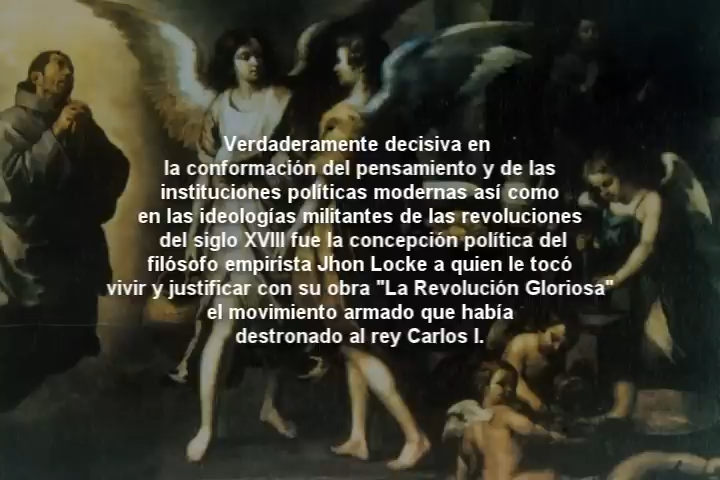 Verdaderamente decisiva en
la conformación del pensamiento y de las
instituciones políticas modernas así como
en las ideologías militantes de las revoluciones
del siglo XVIII fue la concepción política del
filósofo empirista Jhon Locke a quien le tocó
vivir y justificar con su obra "La Revolución Gloriosa"
el movimiento armado que había
destronado al rey Carlos I.